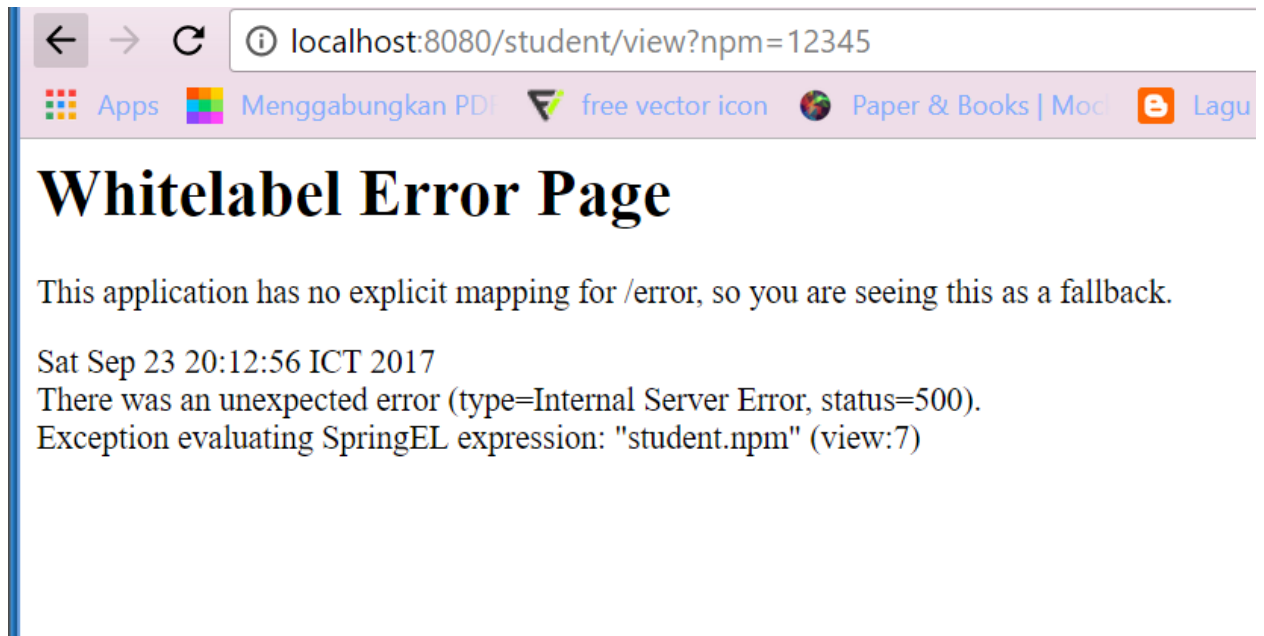 localhost:8080/student/view?npm=12345
Apps Menggabungkan PDF free vector icon Paper & Books | Moc Lagu
Whitelabel Error Page
This application has no explicit mapping for /error, so you are seeing this as a fallback.
Sat Sep 23 20:12:56 ICT 2017
There was an unexpected error (type=Internal Server Error, status=500).
Exception evaluating SpringEL expression: "student.npm" (view:7)